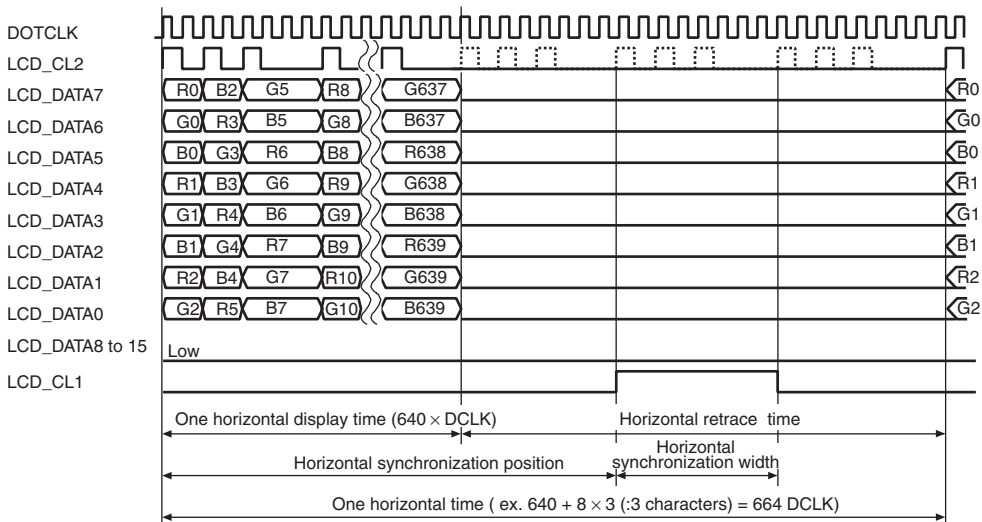 DOTCLK
LCD_CL2
LCD_DATA7 R0 B2 G5 R8 G637 R0
LCD_DATA6 G0 R3 B5 G8 B637 G0
LCD_DATA5 B0 G3 R6 B8 R638 B0
LCD_DATA4 R1 B3 G6 R9 G638 R1
LCD_DATA3 G1 R4 B6 G9 B638 G1
LCD_DATA2 B1 G4 R7 B9 R639 B1
LCD_DATA1 R2 B4 G7 R10 G639 R2
LCD_DATA0 G2 R5 B7 G10 B639 G2
LCD_DATA8 to 15 Low
LCD_CL1
One horizontal display time (640 × DCLK) Horizontal retrace time
Horizontal synchronization position Horizontal
synchronization width
One horizontal time ( ex. 640 + 8 × 3 (:3 characters) = 664 DCLK)